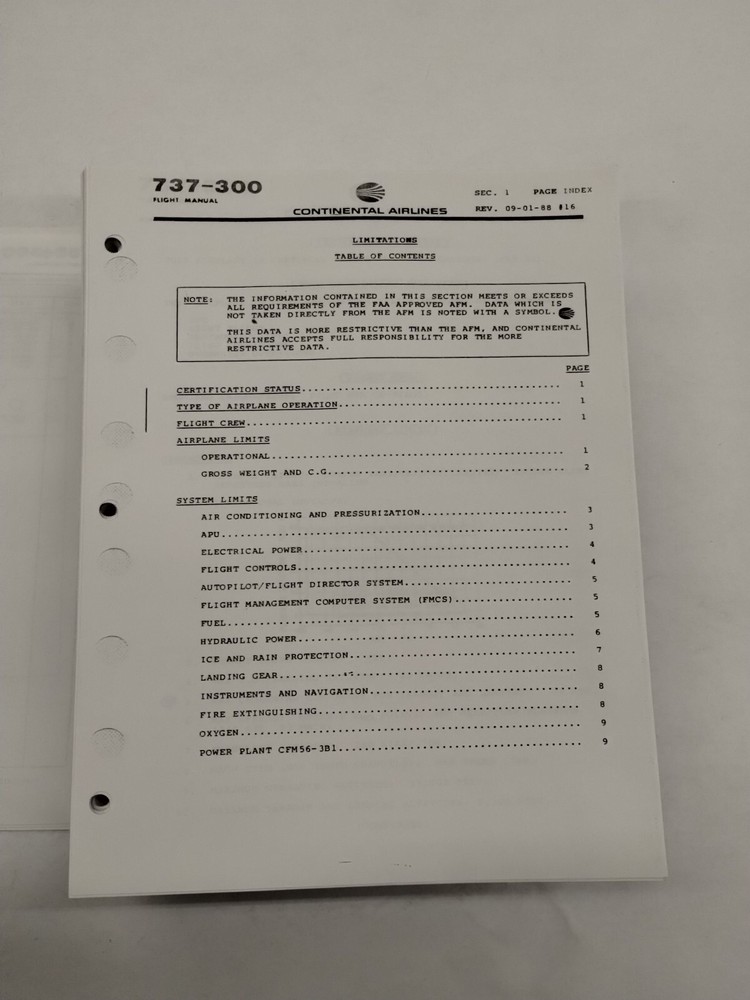 737-300
FLIGHT MANUAL
CONTINENTAL AIRLINES
SEC. 1 PAGE INDEX
REV. 09-01-88 #16
LIMITATIONS
TABLE OF CONTENTS
NOTE: THE INFORMATION CONTAINED IN THIS SECTION MEETS OR EXCEEDS
ALL REQUIREMENTS OF THE FAA APPROVED AFM. DATA WHICH IS
NOT TAKEN DIRECTLY FROM THE AFM IS NOTED WITH A SYMBOL.
THIS DATA IS MORE RESTRICTIVE THAN THE AFM, AND CONTINENTAL
AIRLINES ACCEPTS FULL RESPONSIBILITY FOR THE MORE
RESTRICTIVE DATA.
PAGE
CERTIFICATION STATUS 1
TYPE OF AIRPLANE OPERATION 1
FLIGHT CREW 1
AIRPLANE LIMITS
OPERATIONAL 1
GROSS WEIGHT AND C.G. 2
SYSTEM LIMITS
AIR CONDITIONING AND PRESSURIZATION 3
APU 3
ELECTRICAL POWER 4
FLIGHT CONTROLS 4
AUTOPILOT/FLIGHT DIRECTOR SYSTEM 5
FLIGHT MANAGEMENT COMPUTER SYSTEM (FMCS) 5
FUEL 5
HYDRAULIC POWER 6
ICE AND RAIN PROTECTION 7
LANDING GEAR 8
INSTRUMENTS AND NAVIGATION 8
FIRE EXTINGUISHING 8
OXYGEN 9
POWER PLANT CFM56-3B1 9